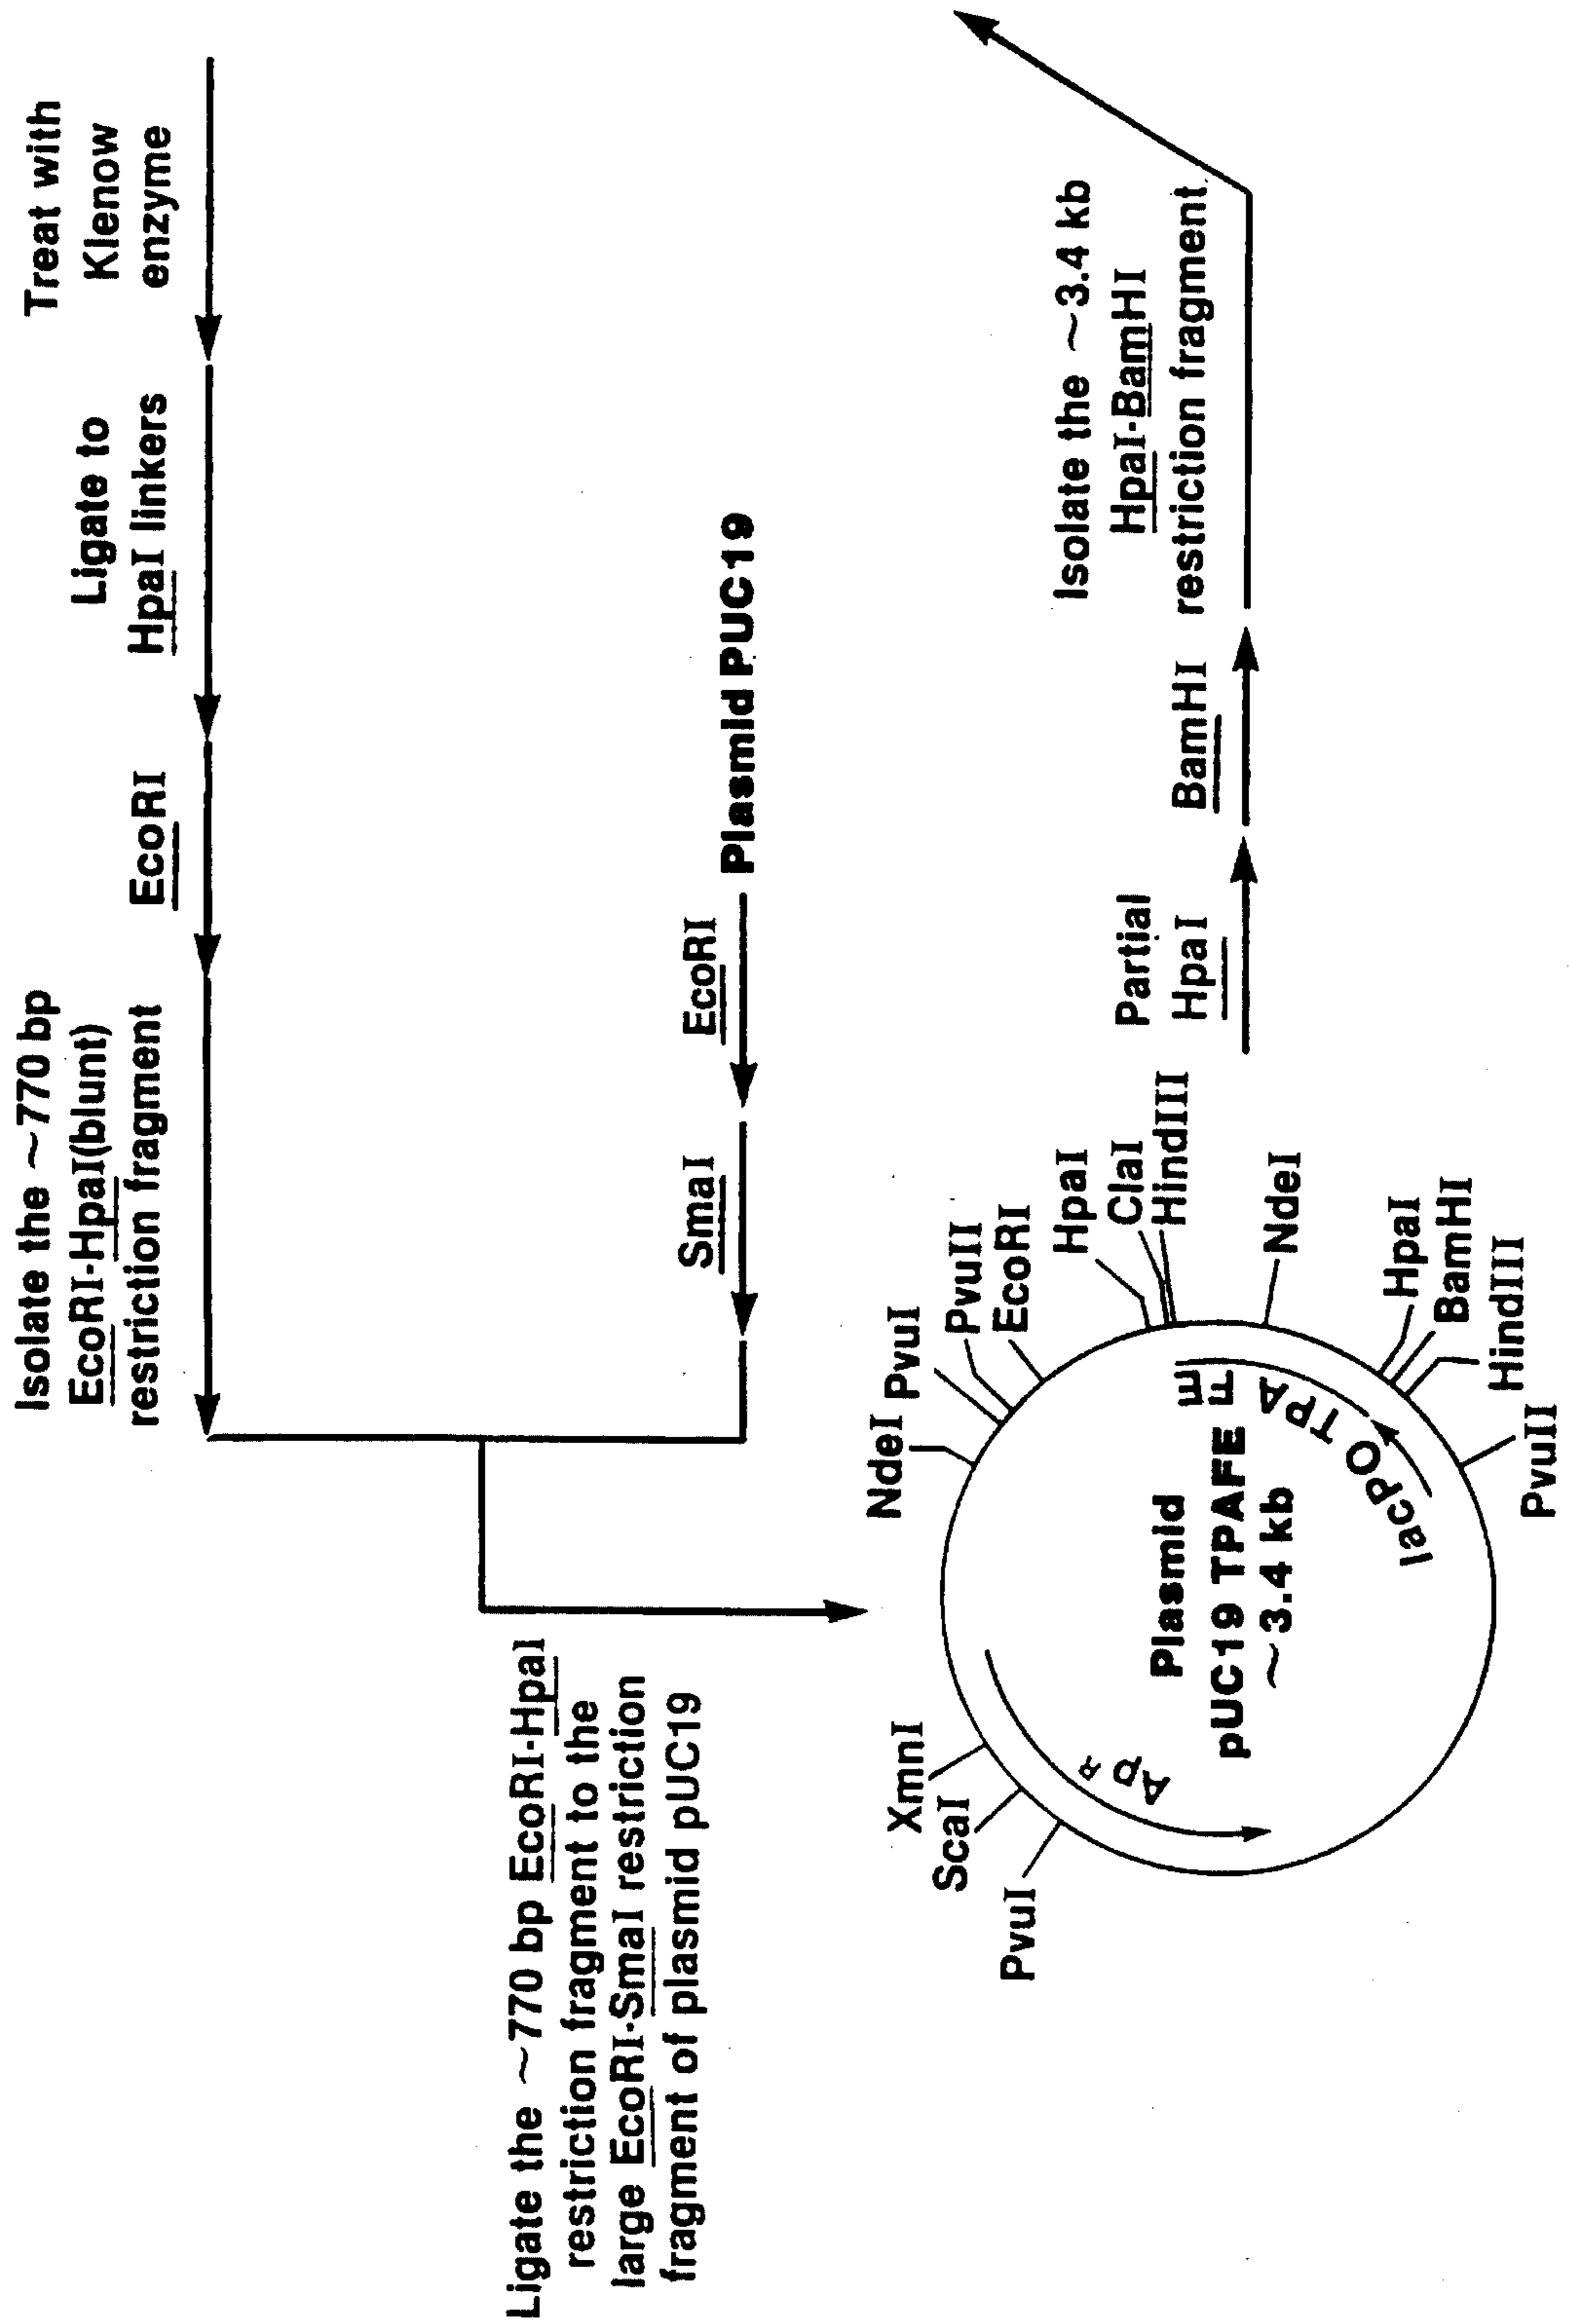 Treat with
Klenow
enzyme
Ligate to
HpaI linkers
EcoRI
Isolate the ~770 bp
EcoRI-HpaI(blunt)
restriction fragment
Plasmid PUC19
EcoRI
SmaI
Ligate the ~770 bp EcoRI-HpaI
restriction fragment to the
large EcoRI-SmaI restriction
fragment of plasmid pUC19
NdeI
PvuI
PvuII
EcoRI
HpaI
ClaI
HindIII
NdeI
HpaI
BamHI
HindIII
PvuII
XmnI
ScaI
PvuI
ApR
TPA
FE
lacPO
Plasmid
pUC19 TPAFE
~3.4 kb
Partial
HpaI
BamHI
Isolate the ~3.4 kb
HpaI-BamHI
restriction fragment